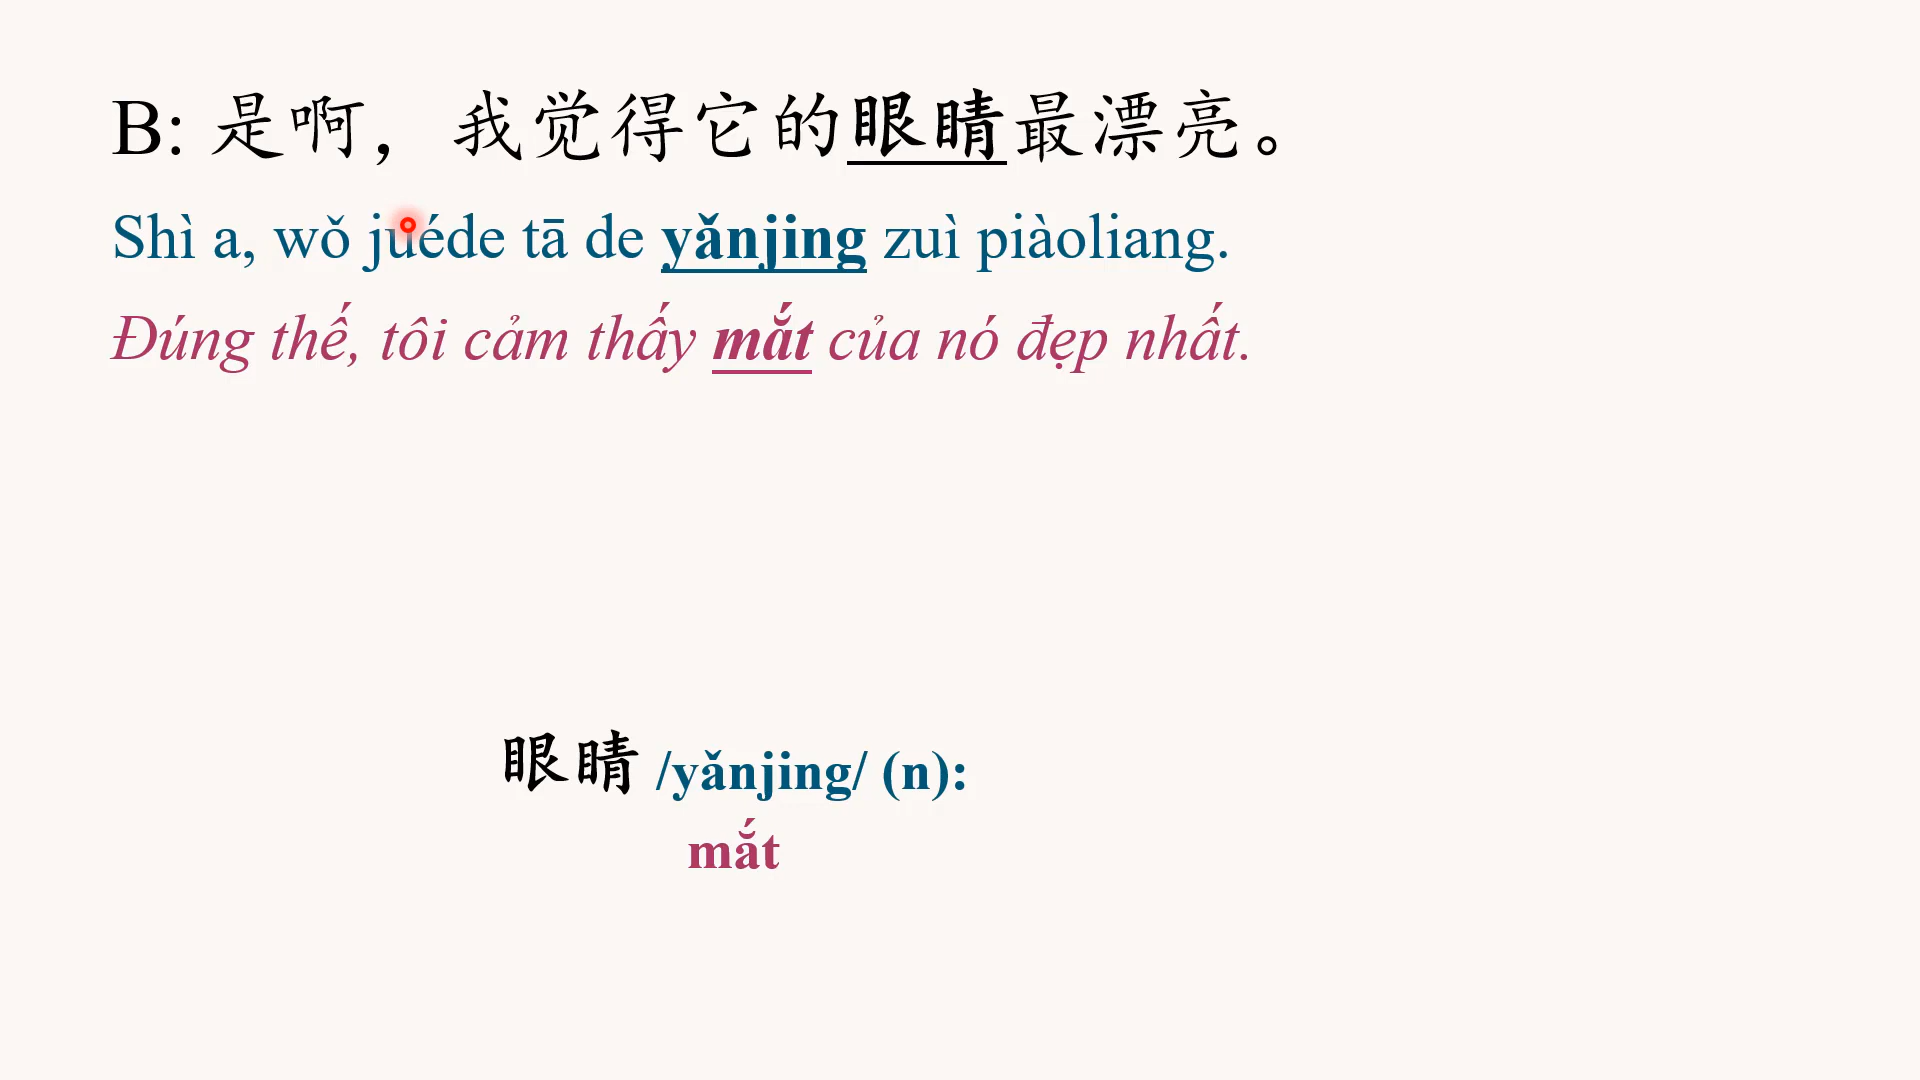 B: 是啊，我觉得它的眼睛最漂亮。
Shì a, wǒ juéde tā de yǎnjing zuì piàoliang.
Đúng thế, tôi cảm thấy mắt của nó đẹp nhất.
眼睛 /yǎnjing/ (n):
mắt